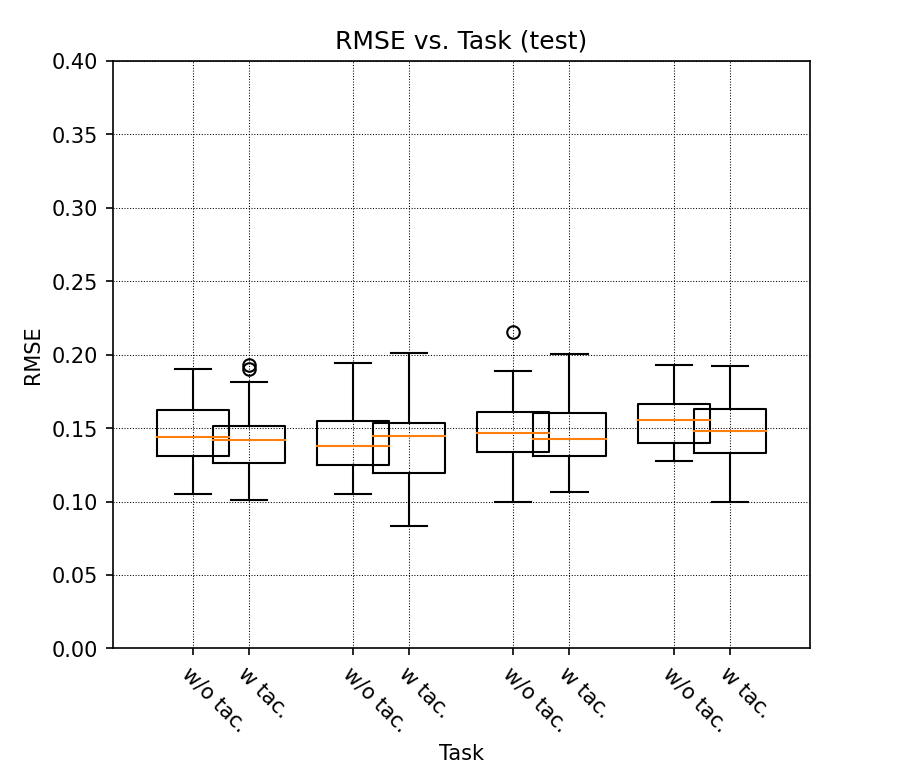 RMSE vs. Task (test)
0.40
0.35
0.30
0.25
0.20
0.15
0.10
0.05
0.00
RMSE
w/o tac.
w tac.
w/o tac.
w tac.
w/o tac.
w tac.
w/o tac.
w tac.
Task